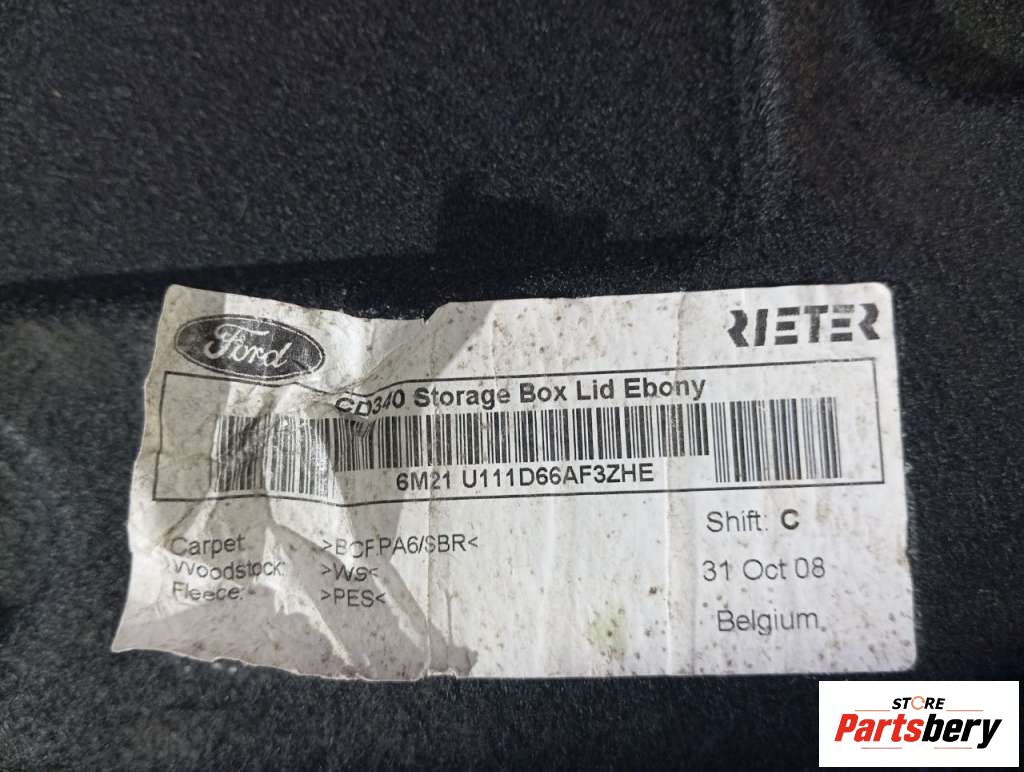 Ford
RIETER
CD340 Storage Box Lid Ebony
6M21 U111D66AF3ZHE
Shift: C
Carpet: >BCF.PA6/SBR<
Woodstock: >WS<
31 Oct 08
Fleece: >PES<
Belgium
STORE
Partsbery